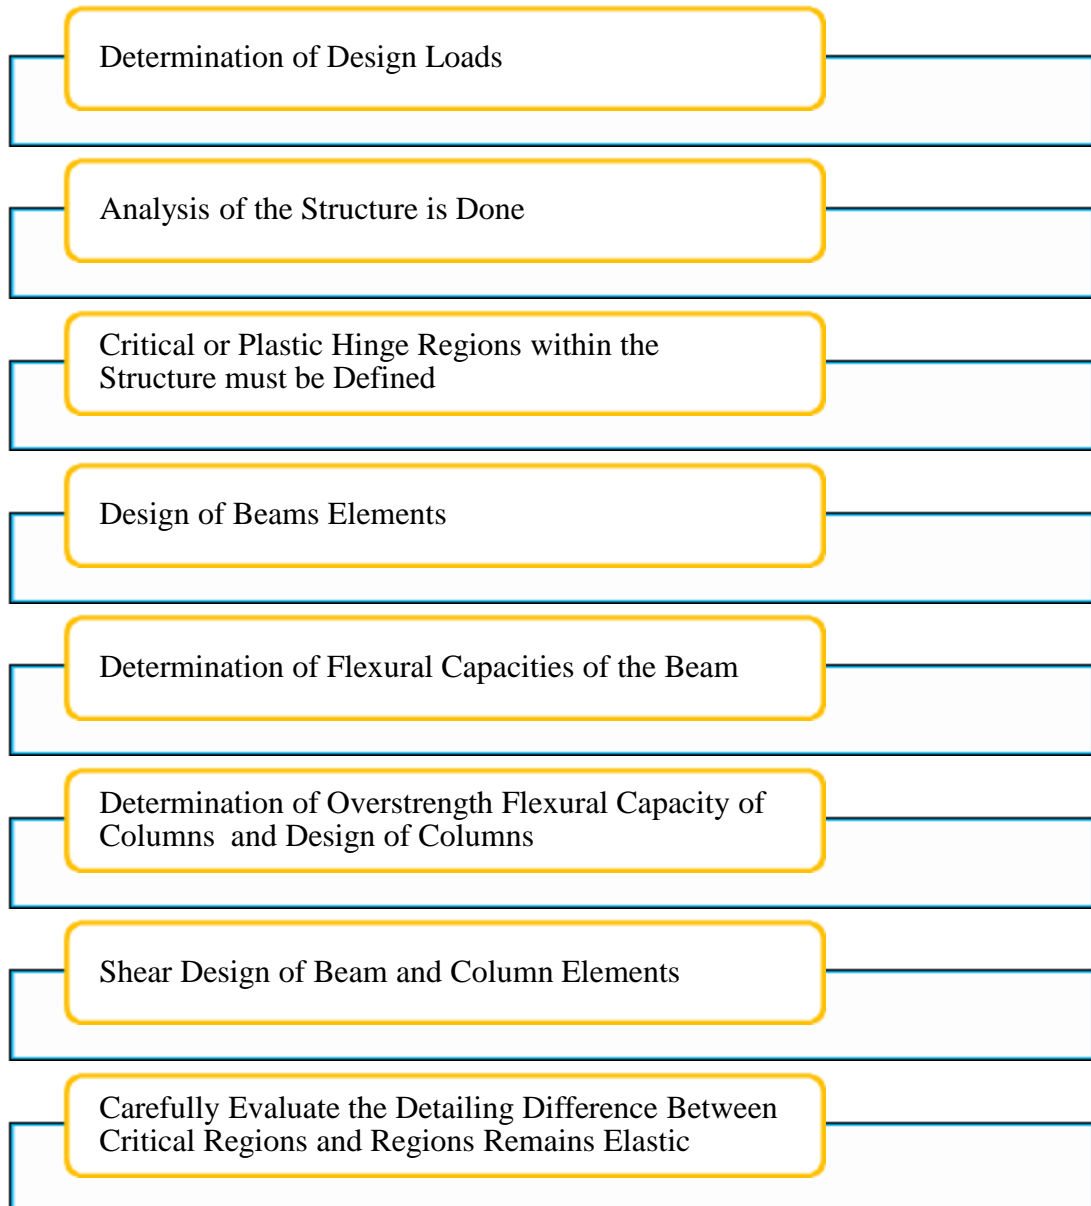 Determination of Design Loads
Analysis of the Structure is Done
Critical or Plastic Hinge Regions within the
Structure must be Defined
Design of Beams Elements
Determination of Flexural Capacities of the Beam
Determination of Overstrength Flexural Capacity of
Columns  and Design of Columns
Shear Design of Beam and Column Elements
Carefully Evaluate the Detailing Difference Between
Critical Regions and Regions Remains Elastic